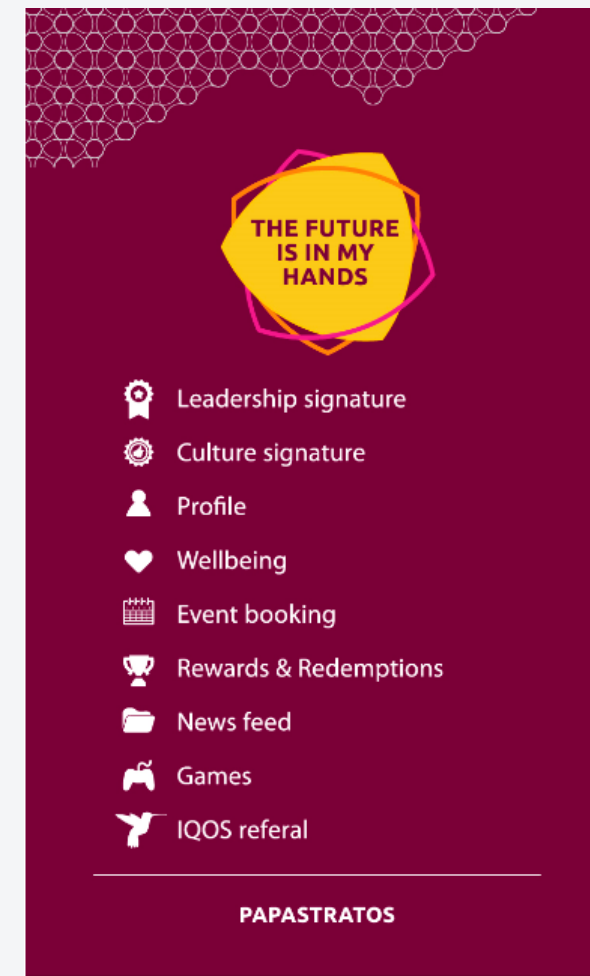 THE FUTURE
IS IN MY
HANDS
Leadership signature
Culture signature
Profile
Wellbeing
Event booking
Rewards & Redemptions
News feed
Games
IQOS referal
PAPASTRATOS